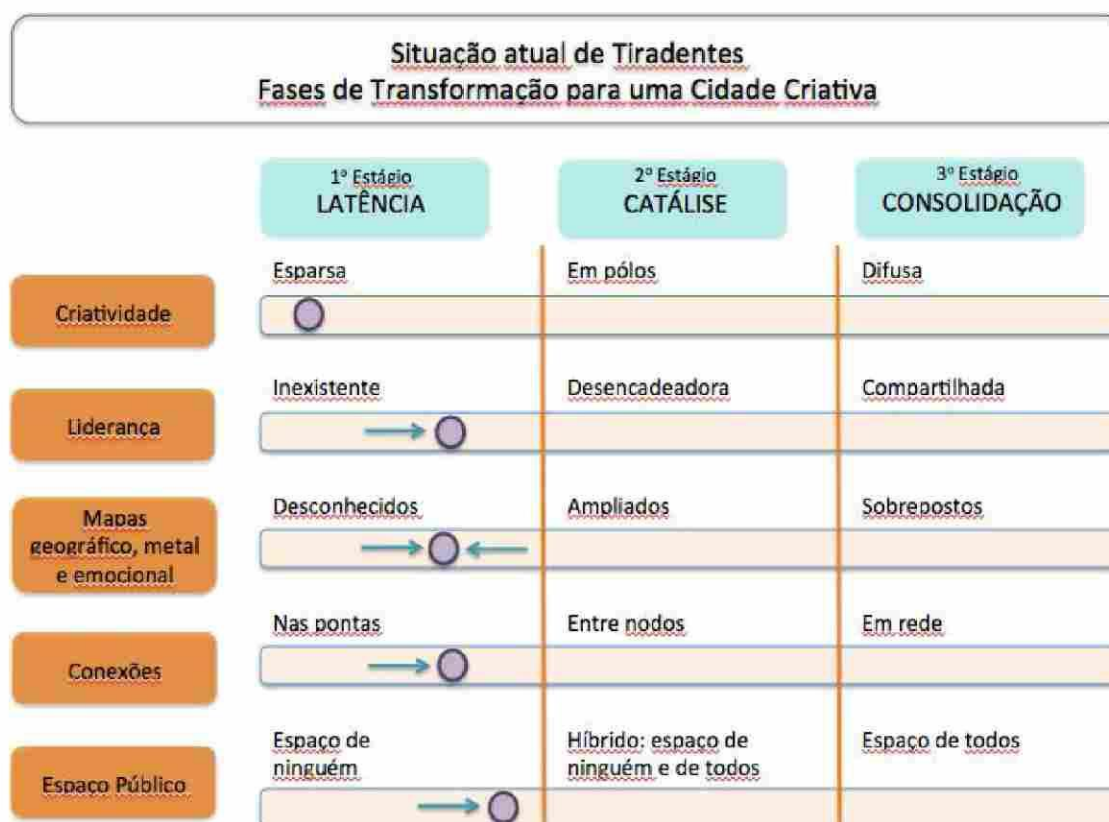 Situação atual de Tiradentes
Fases de Transformação para uma Cidade Criativa
1º Estágio
LATÊNCIA
2º Estágio
CATÁLISE
3º Estágio
CONSOLIDAÇÃO
Criatividade
Esparsa
Em pólos
Difusa
Liderança
Inexistente
Desencadeadora
Compartilhada
Mapas
geográfico, metal
e emocional
Desconhecidos
Ampliados
Sobrepostos
Conexões
Nas pontas
Entre nodos
Em rede
Espaço Público
Espaço de
ninguém
Híbrido: espaço de
ninguém e de todos
Espaço de todos